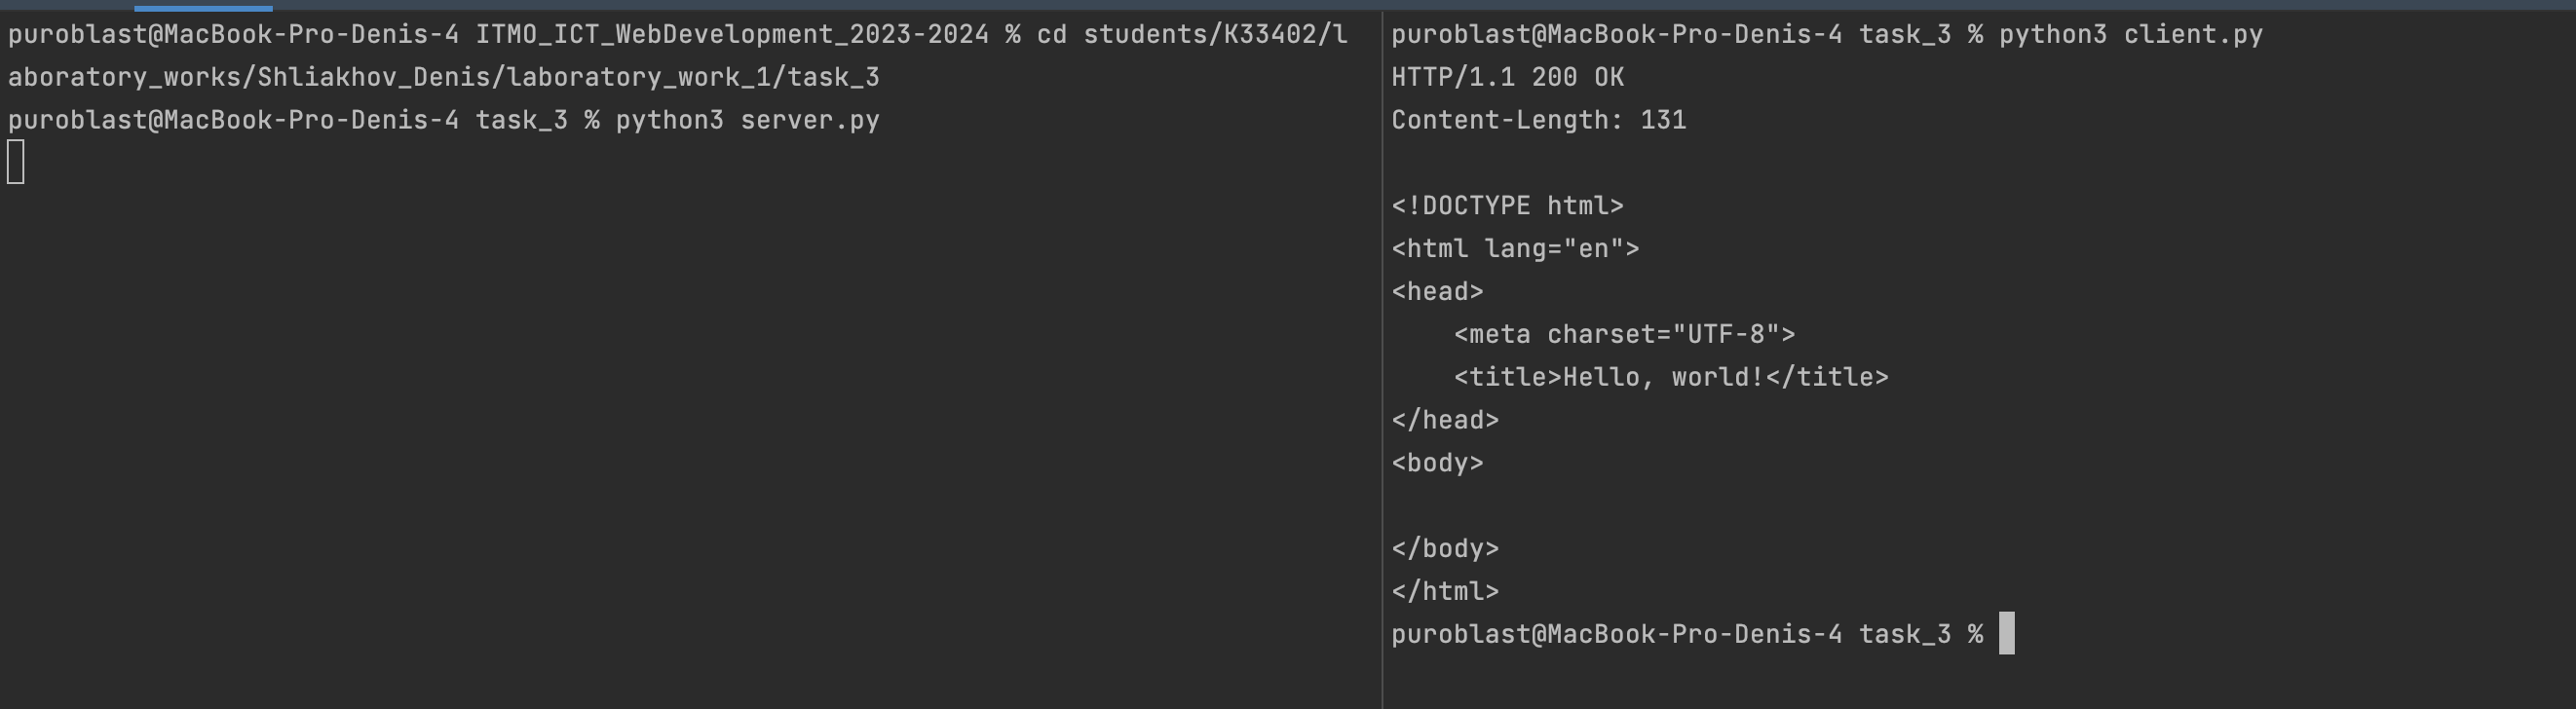 puroblast@MacBook-Pro-Denis-4 ITMO_ICT_WebDevelopment_2023-2024 % cd students/K33402/l
aboratory_works/Shliakhov_Denis/laboratory_work_1/task_3
puroblast@MacBook-Pro-Denis-4 task_3 % python3 server.py
puroblast@MacBook-Pro-Denis-4 task_3 % python3 client.py
HTTP/1.1 200 OK
Content-Length: 131
<!DOCTYPE html>
<html lang="en">
<head>
    <meta charset="UTF-8">
    <title>Hello, world!</title>
</head>
<body>
</body>
</html>
puroblast@MacBook-Pro-Denis-4 task_3 %